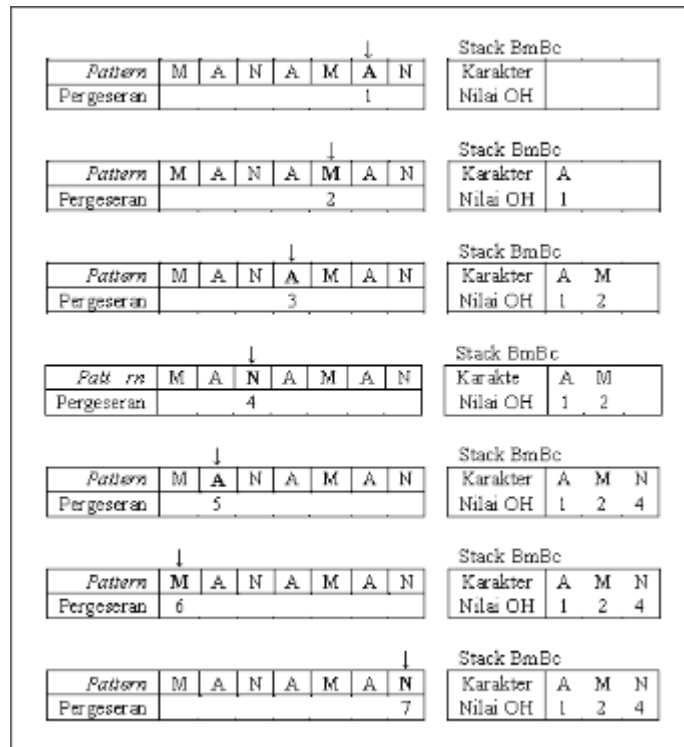 ↓ Stack BmBc
Pattern M A N A M A N Karakter
Pergeseran 1 Nilai OH
↓ Stack BmBc
Pattern M A N A M A N Karakter A
Pergeseran 2 Nilai OH 1
↓ Stack BmBc
Pattern M A N A M A N Karakter A M
Pergeseran 3 Nilai OH 1 2
↓ Stack BmBc
Patt rn M A N A M A N Karakte A M
Pergeseran 4 Nilai OH 1 2
↓ Stack BmBc
Pattern M A N A M A N Karakter A M N
Pergeseran 5 Nilai OH 1 2 4
↓ Stack BmBc
Pattern M A N A M A N Karakter A M N
Pergeseran 6 Nilai OH 1 2 4
↓ Stack BmBc
Pattern M A N A M A N Karakter A M N
Pergeseran 7 Nilai OH 1 2 4